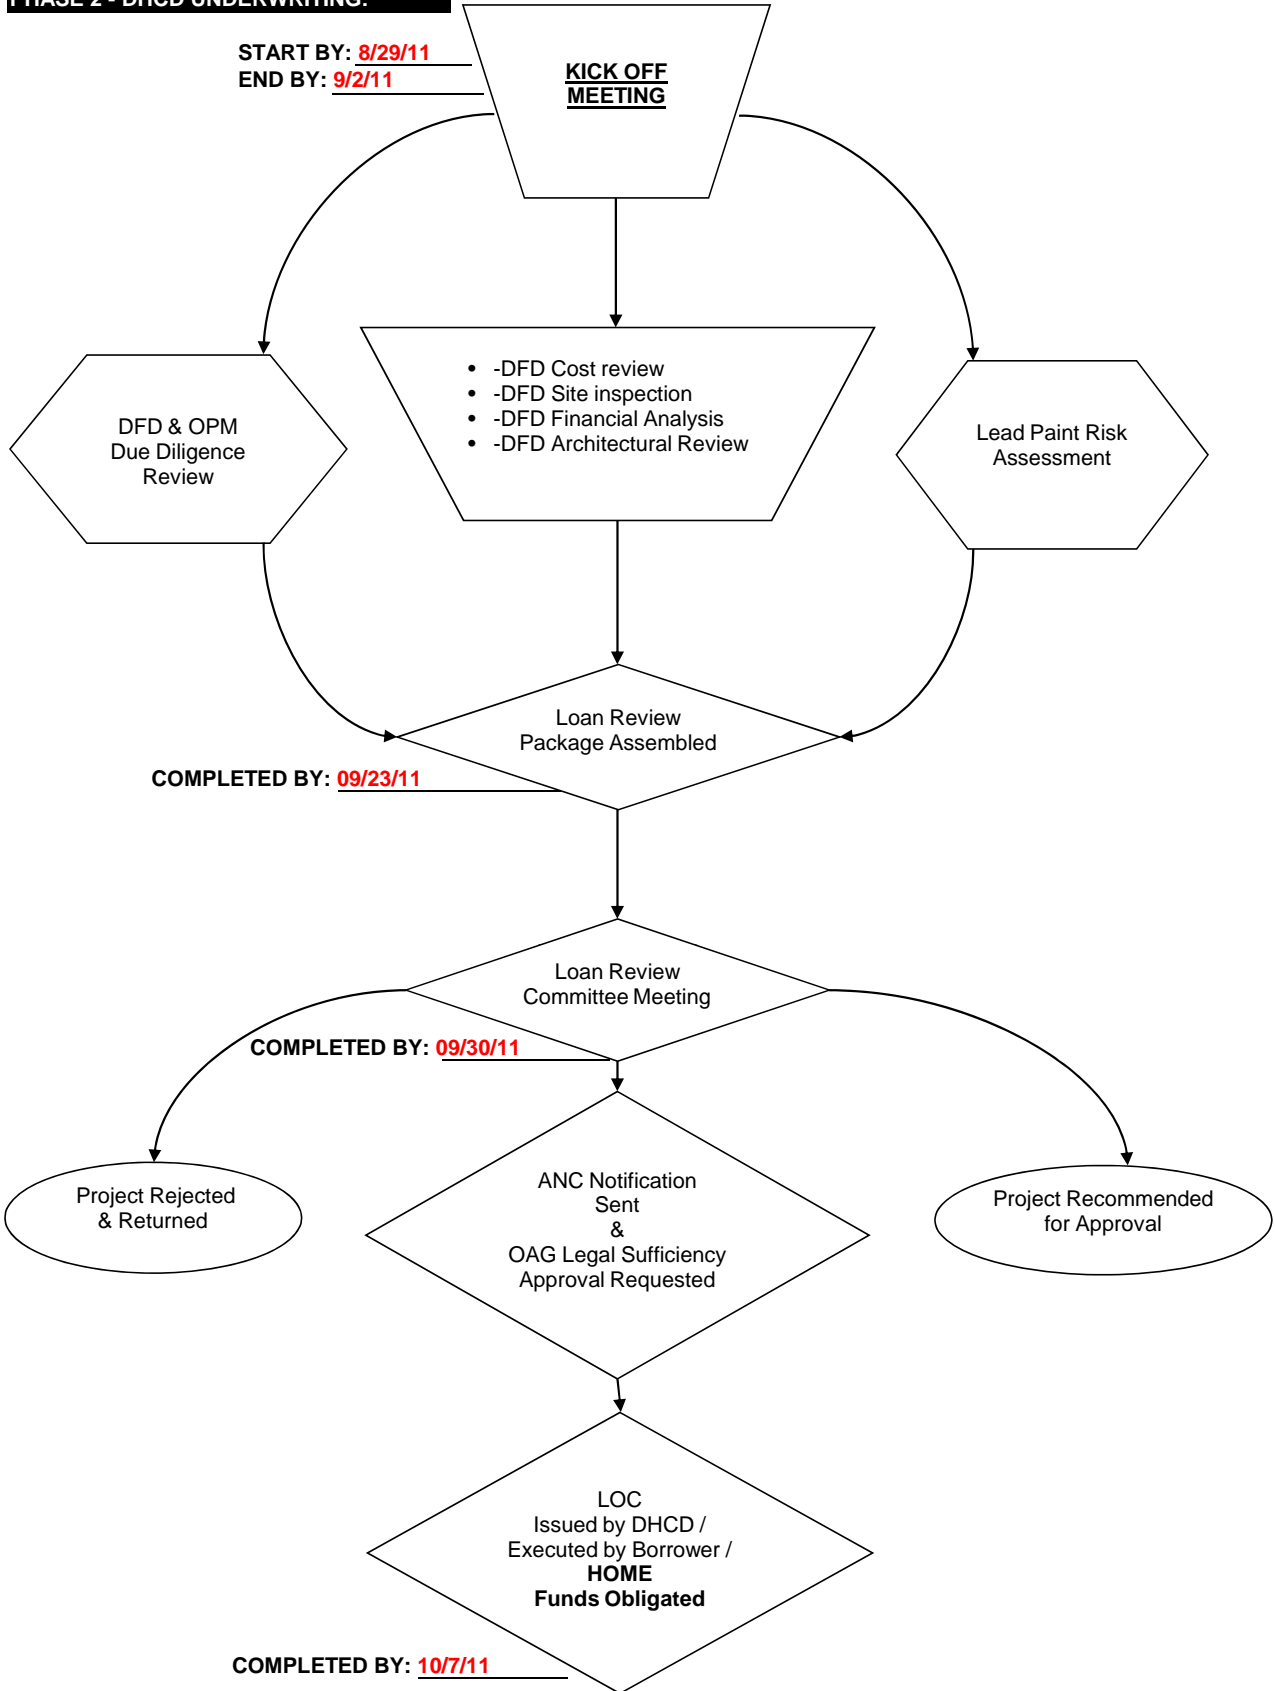 PHASE 2 - DHCD UNDERWRITING:
START BY: 8/29/11
END BY: 9/2/11
KICK OFF
MEETING
DFD & OPM
Due Diligence
Review
• -DFD Cost review
• -DFD Site inspection
• -DFD Financial Analysis
• -DFD Architectural Review
Lead Paint Risk
Assessment
Loan Review
Package Assembled
COMPLETED BY: 09/23/11
Loan Review
Committee Meeting
COMPLETED BY: 09/30/11
Project Rejected
& Returned
ANC Notification
Sent
&
OAG Legal Sufficiency
Approval Requested
Project Recommended
for Approval
LOC
Issued by DHCD /
Executed by Borrower /
HOME
Funds Obligated
COMPLETED BY: 10/7/11